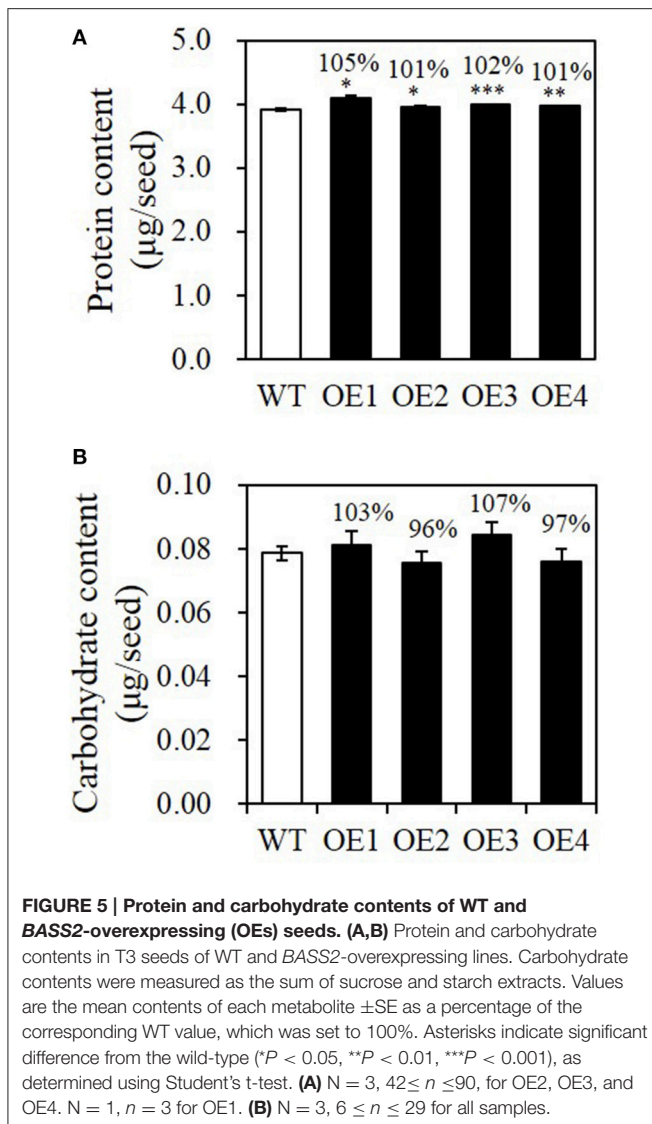 A
Protein content
(µg/seed)
5.0
4.0
3.0
2.0
1.0
0.0
105%
*
101%
*
102%
***
101%
**
WT OE1 OE2 OE3 OE4
B
Carbohydrate content
(µg/seed)
0.10
0.08
0.06
0.04
0.02
0.00
103%
96%
107%
97%
WT OE1 OE2 OE3 OE4
FIGURE 5 | Protein and carbohydrate contents of WT and
BASS2-overexpressing (OEs) seeds. (A,B) Protein and carbohydrate
contents in T3 seeds of WT and BASS2-overexpressing lines. Carbohydrate
contents were measured as the sum of sucrose and starch extracts. Values
are the mean contents of each metabolite ±SE as a percentage of the
corresponding WT value, which was set to 100%. Asterisks indicate significant
difference from the wild-type (*P < 0.05, **P < 0.01, ***P < 0.001), as
determined using Student's t-test. (A) N = 3, 42≤ n ≤90, for OE2, OE3, and
OE4. N = 1, n = 3 for OE1. (B) N = 3, 6 ≤ n ≤ 29 for all samples.